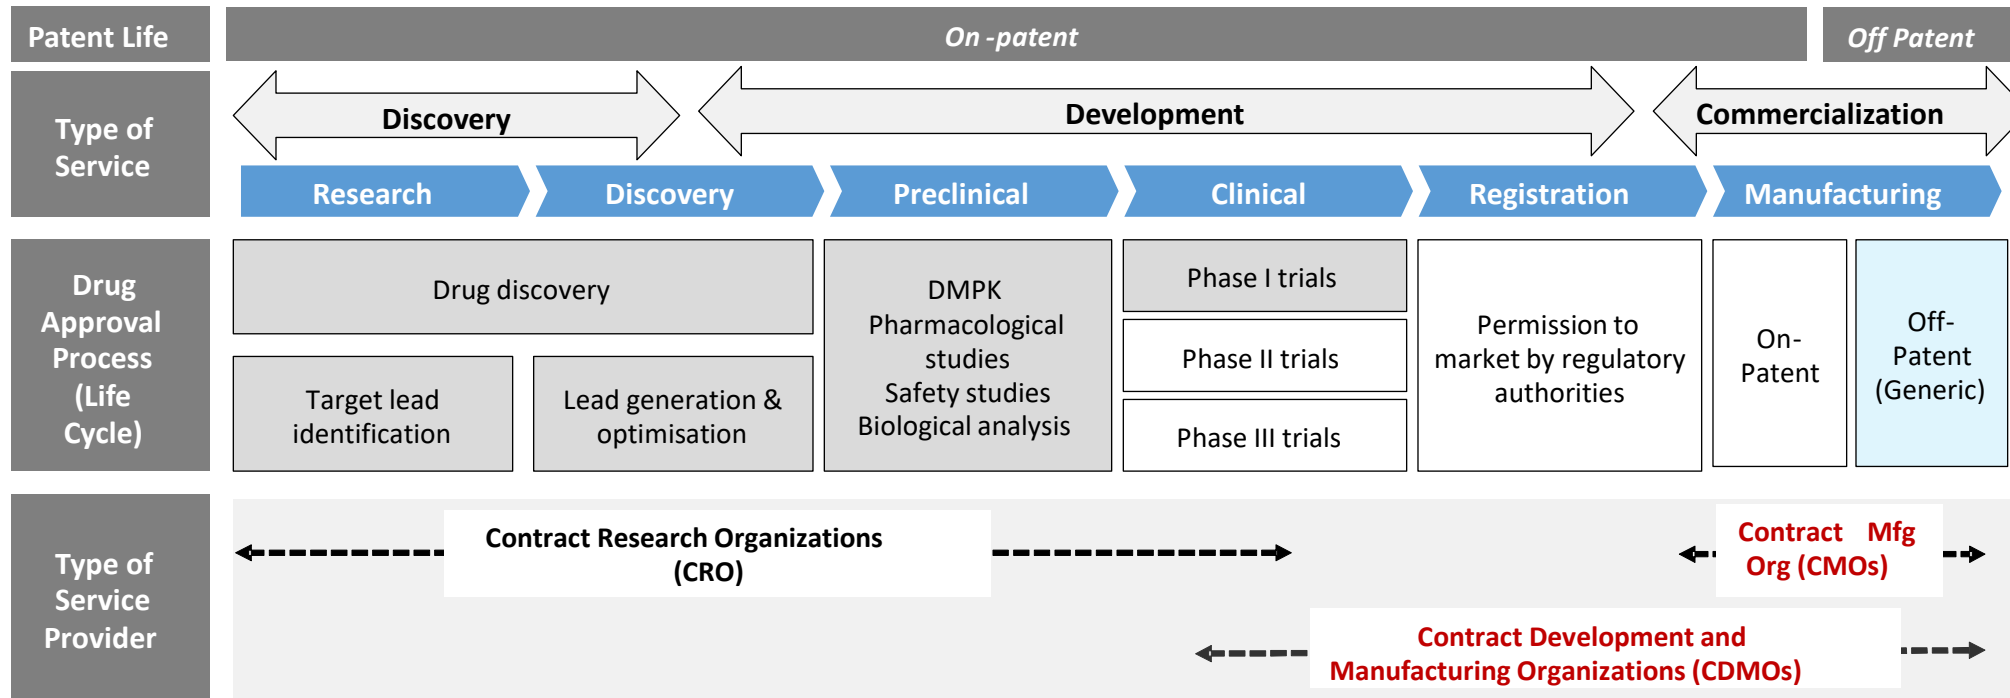 Patent Life
On -patent
Off Patent
Type of
Service
Discovery
Development
Commercialization
Research
Discovery
Preclinical
Clinical
Registration
Manufacturing
Drug
Approval
Process
(Life
Cycle)
Drug discovery
Target lead
identification
Lead generation &
optimisation
DMPK
Pharmacological
studies
Safety studies
Biological analysis
Phase I trials
Phase II trials
Phase III trials
Permission to
market by regulatory
authorities
On-
Patent
Off-
Patent
(Generic)
Type of
Service
Provider
Contract Research Organizations
(CRO)
Contract Mfg
Org (CMOs)
Contract Development and
Manufacturing Organizations (CDMOs)